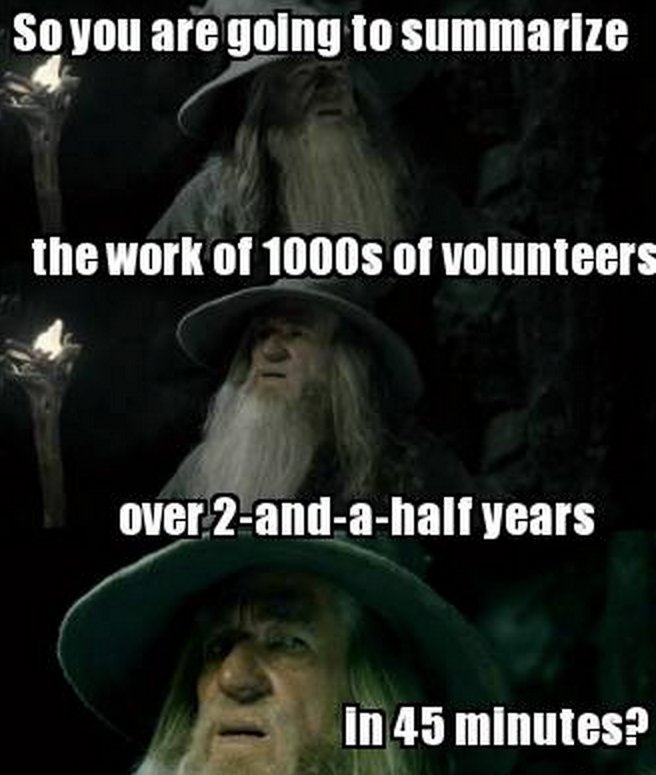 So you are going to summarize
the work of 1000s of volunteers
over 2-and-a-half years
in 45 minutes?